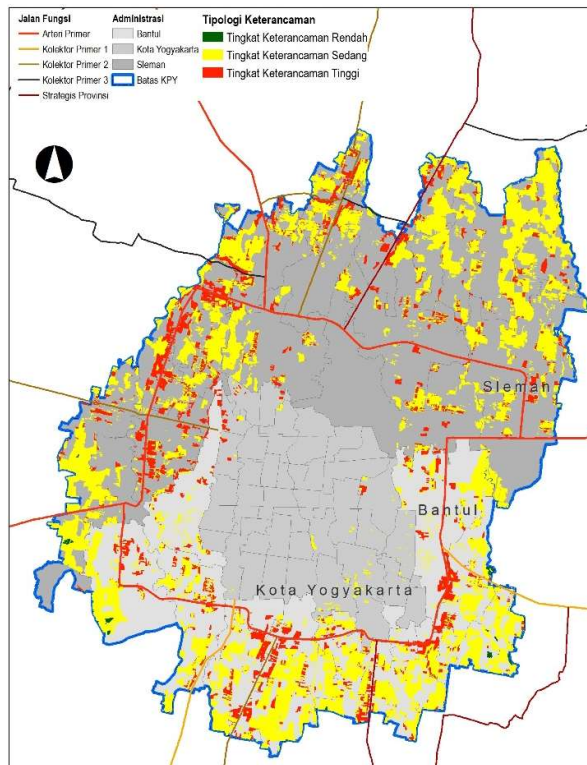 Jalan Fungsi
Arteri Primer
Kolektor Primer 1
Kolektor Primer 2
Kolektor Primer 3
Strategis Provinsi
Administrasi
Bantul
Kota Yogyakarta
Sleman
Batas KPY
Tipologi Keterancaman
Tingkat Keterancaman Rendah
Tingkat Keterancaman Sedang
Tingkat Keterancaman Tinggi
Sleman
Bantul
Kota Yogyakarta